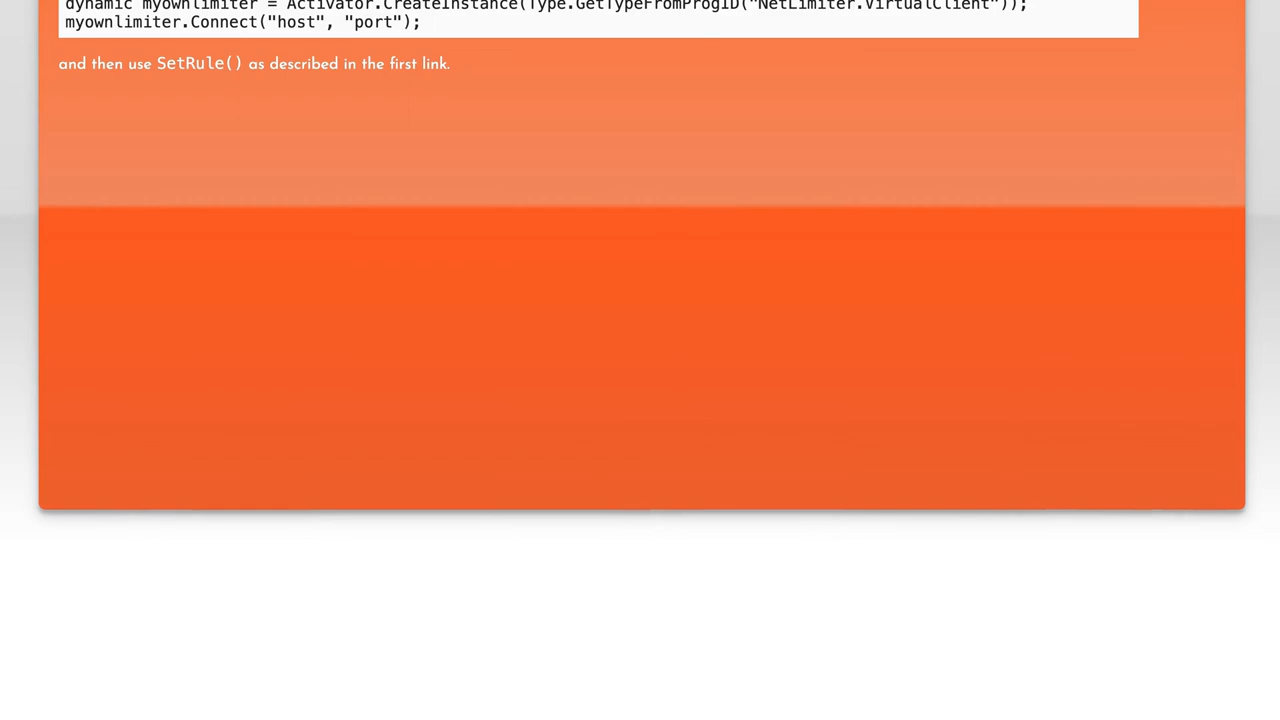 dynamic myownlimiter = Activator.CreateInstance(Type.GetTypeFromProgID("NetLimiter.VirtualClient"));
myownlimiter.Connect("host", "port");
and then use SetRule() as described in the first link.